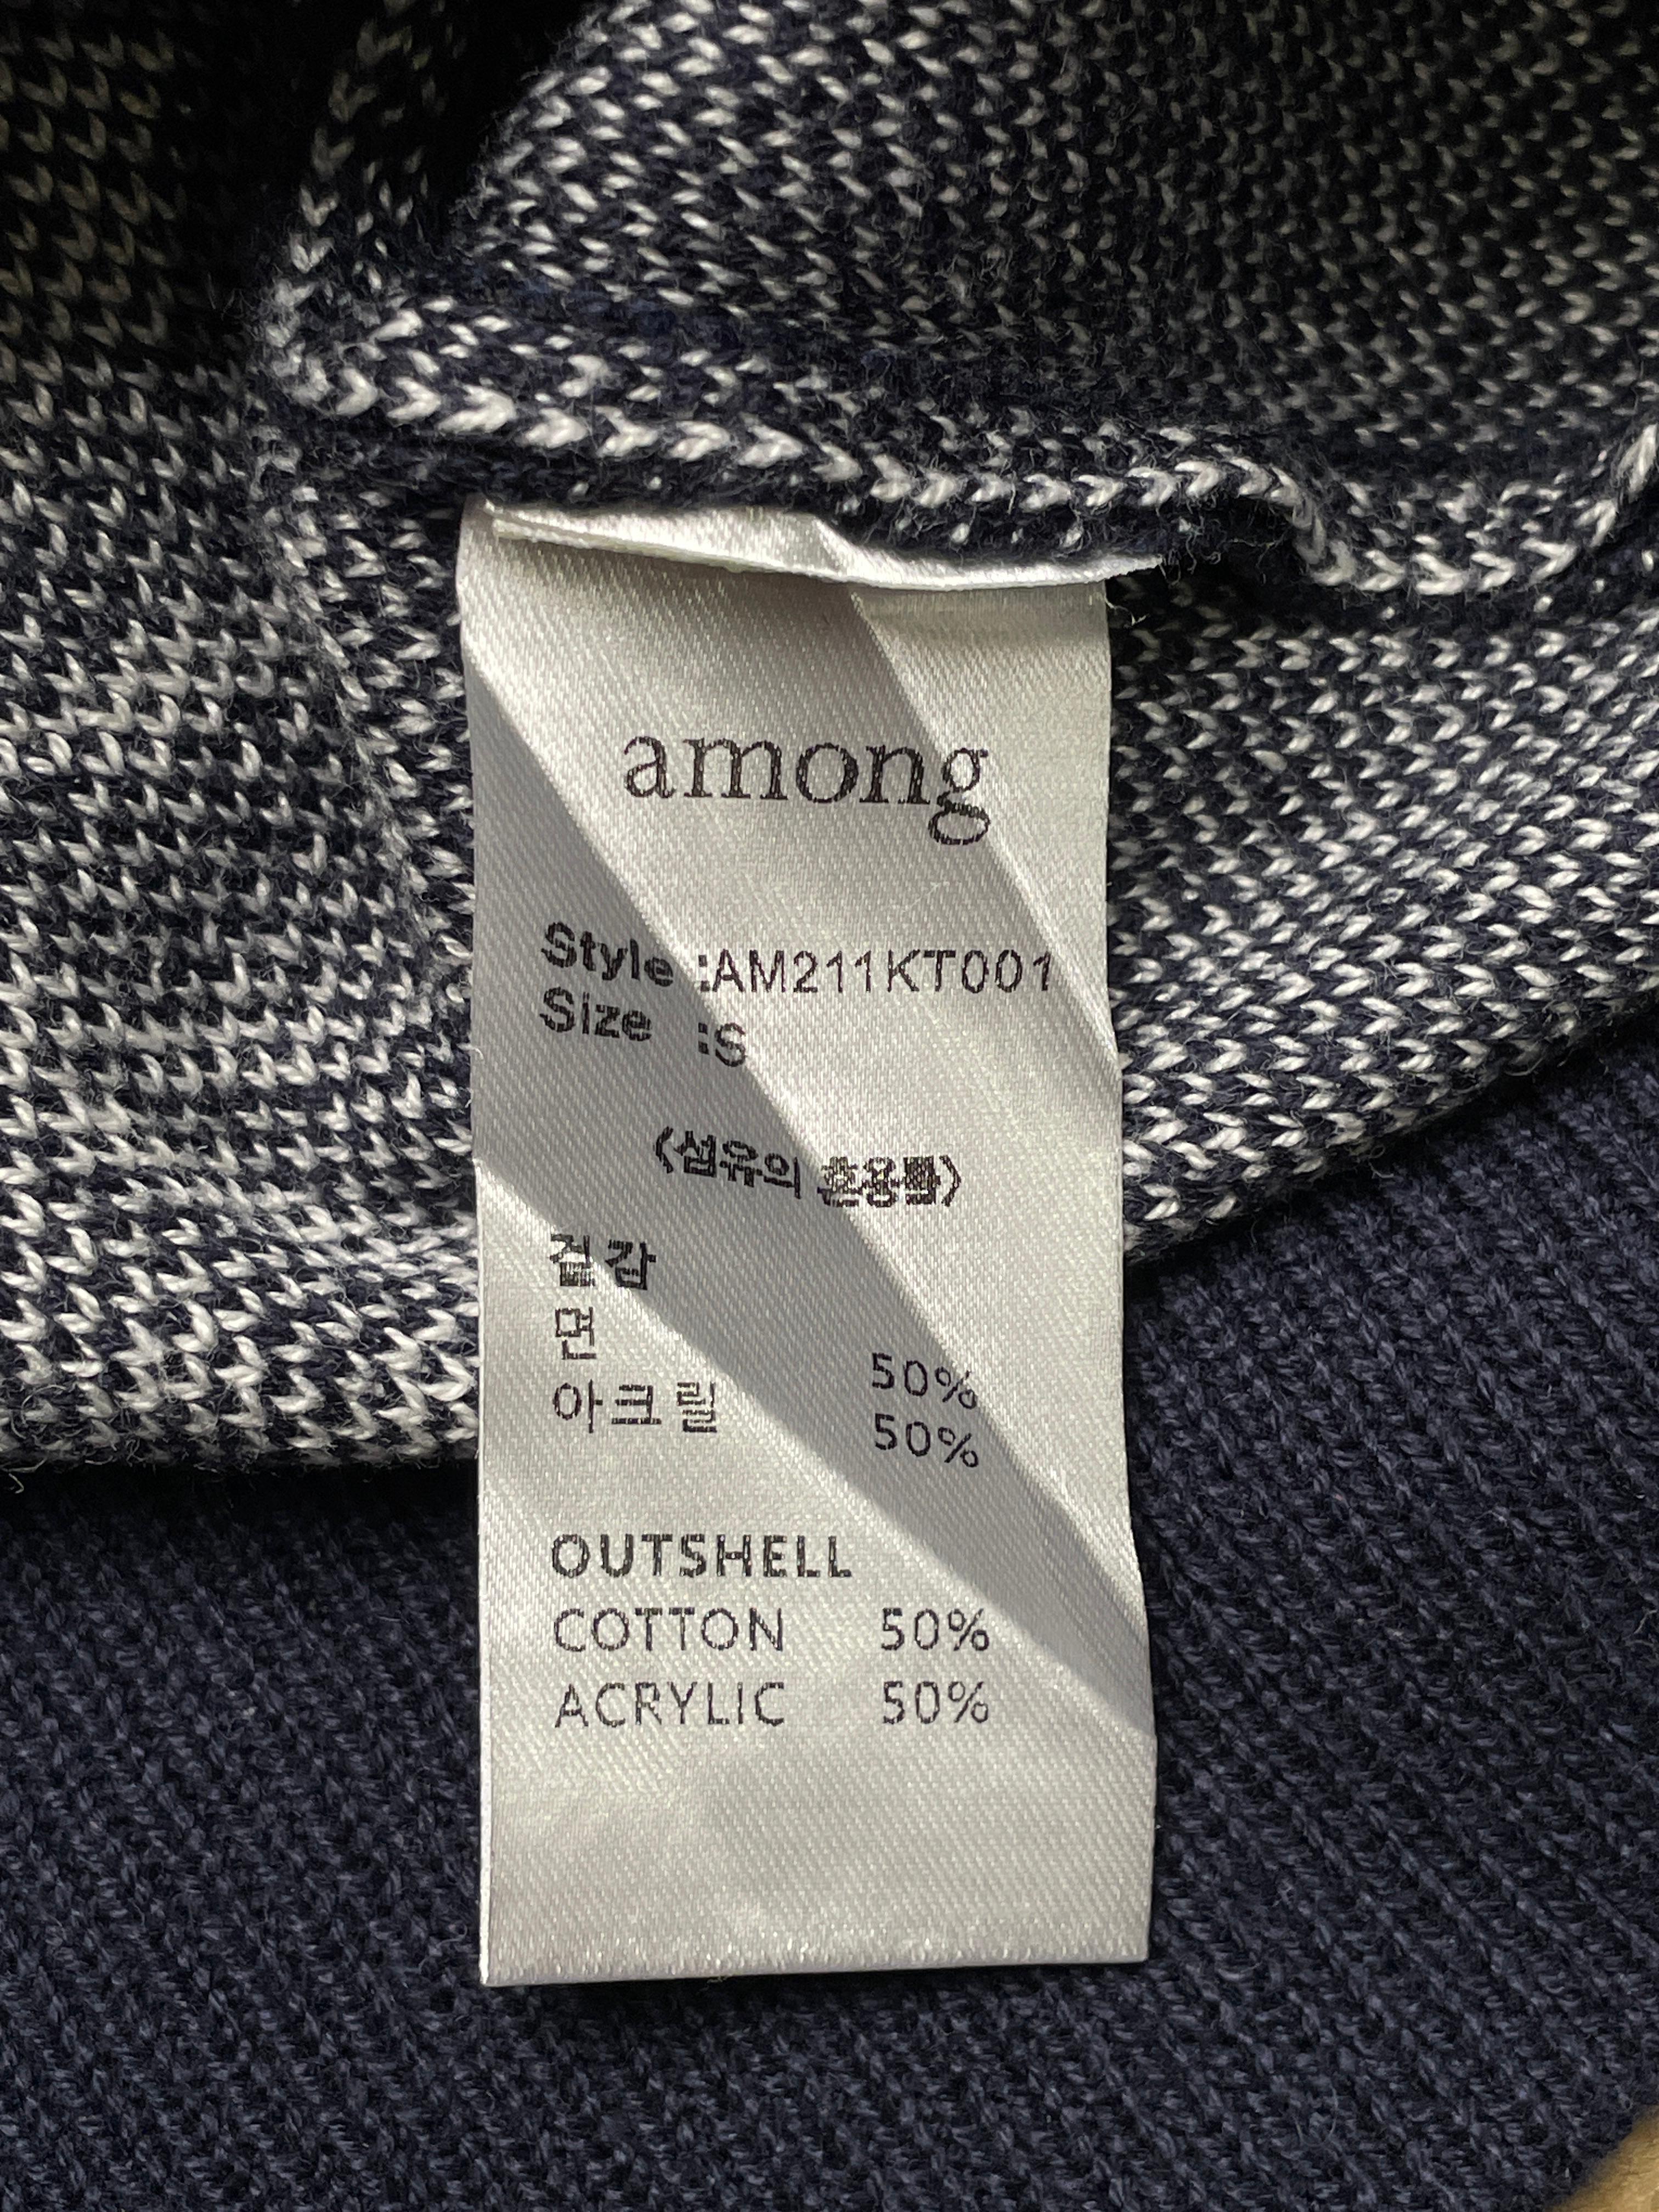 among
Style :AM211KT001
Size :S
<섬유의 혼용률>
겉감
면 50%
아크릴 50%
OUTSHELL
COTTON 50%
ACRYLIC 50%